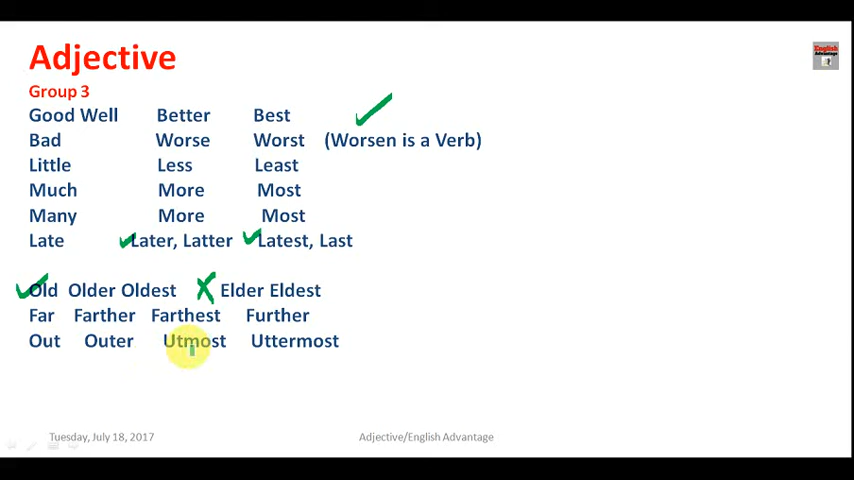 Adjective
English
Advantage
Group 3
Good Well Better Best
Bad Worse Worst (Worsen is a Verb)
Little Less Least
Much More Most
Many More Most
Late Later, Latter Latest, Last
Old Older Oldest Elder Eldest
Far Farther Farthest Further
Out Outer Utmost Uttermost
Tuesday, July 18, 2017 Adjective/English Advantage